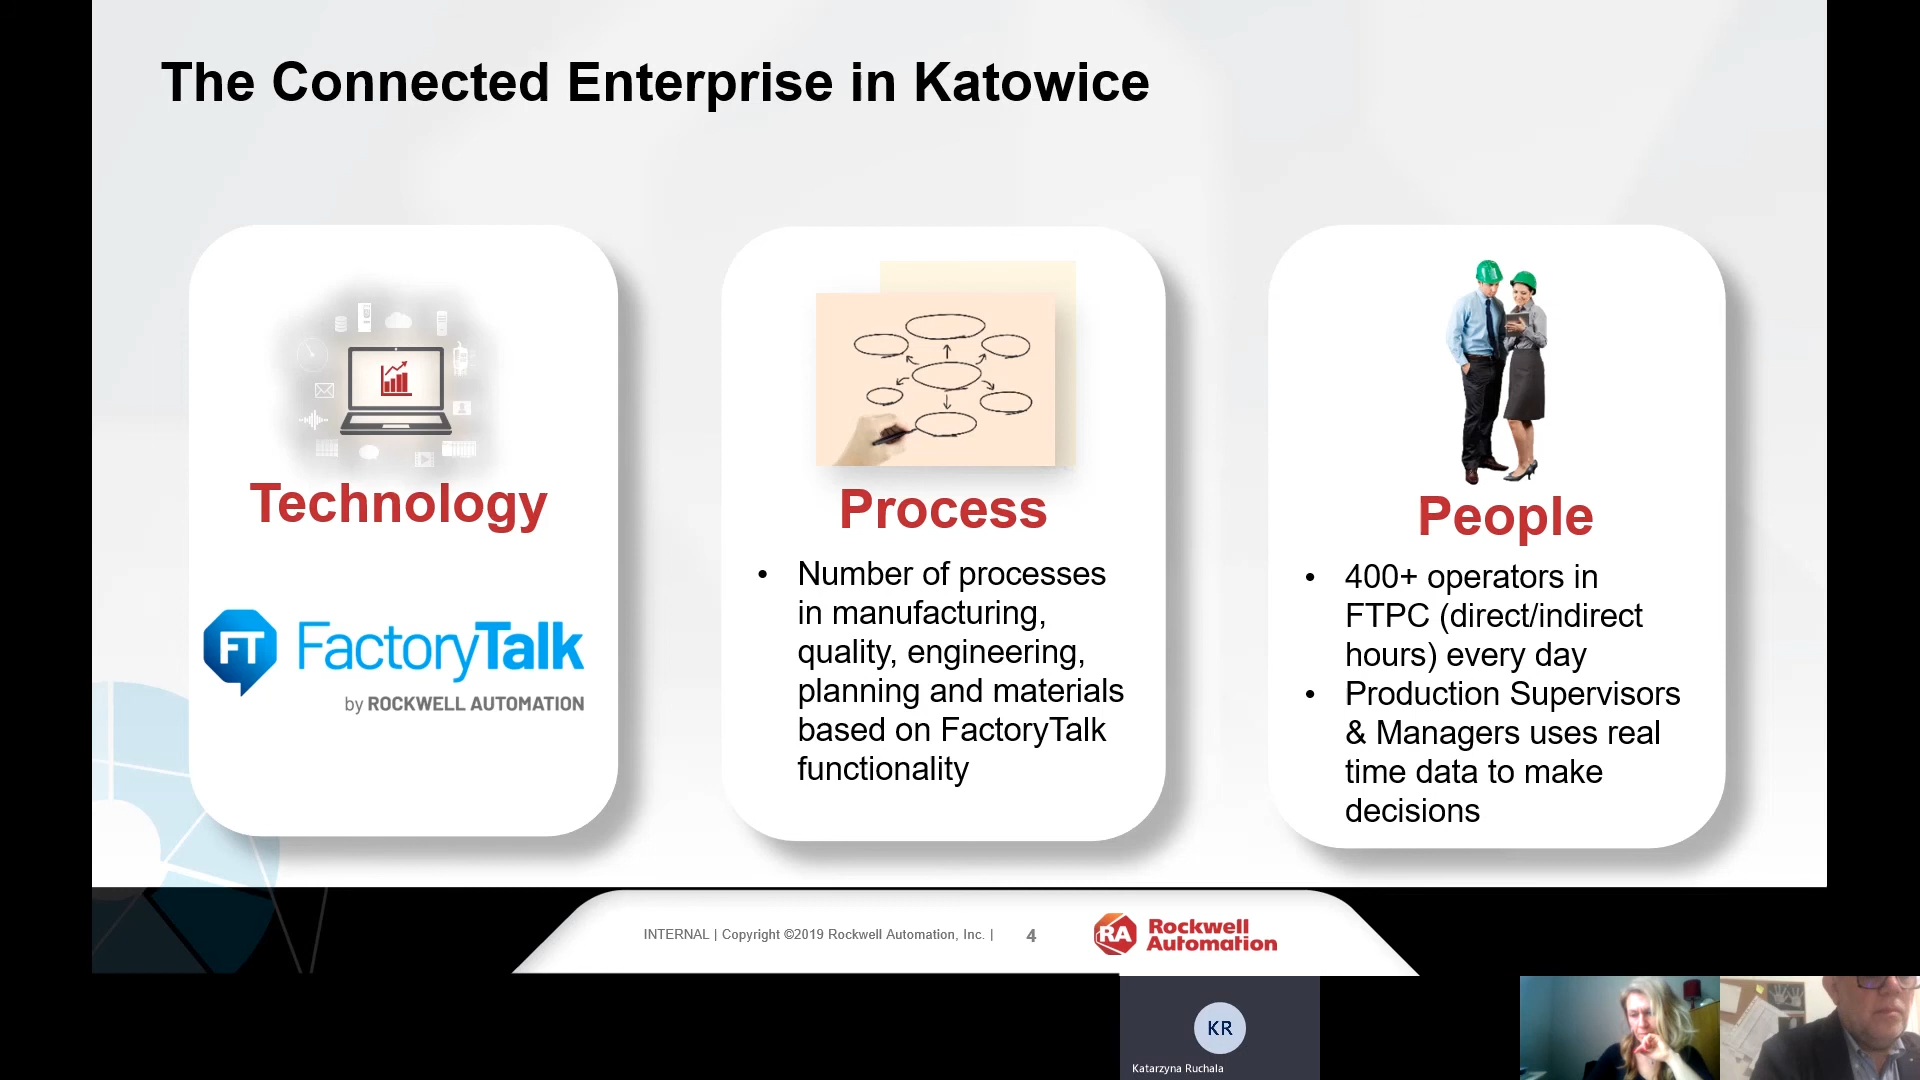 The Connected Enterprise in Katowice
Technology
FT FactoryTalk
by ROCKWELL AUTOMATION
Process
• Number of processes
in manufacturing,
quality, engineering,
planning and materials
based on FactoryTalk
functionality
People
• 400+ operators in
FTPC (direct/indirect
hours) every day
• Production Supervisors
& Managers uses real
time data to make
decisions
INTERNAL | Copyright ©2019 Rockwell Automation, Inc. |
4
RA Rockwell
Automation
KR
Katarzyna Ruchala